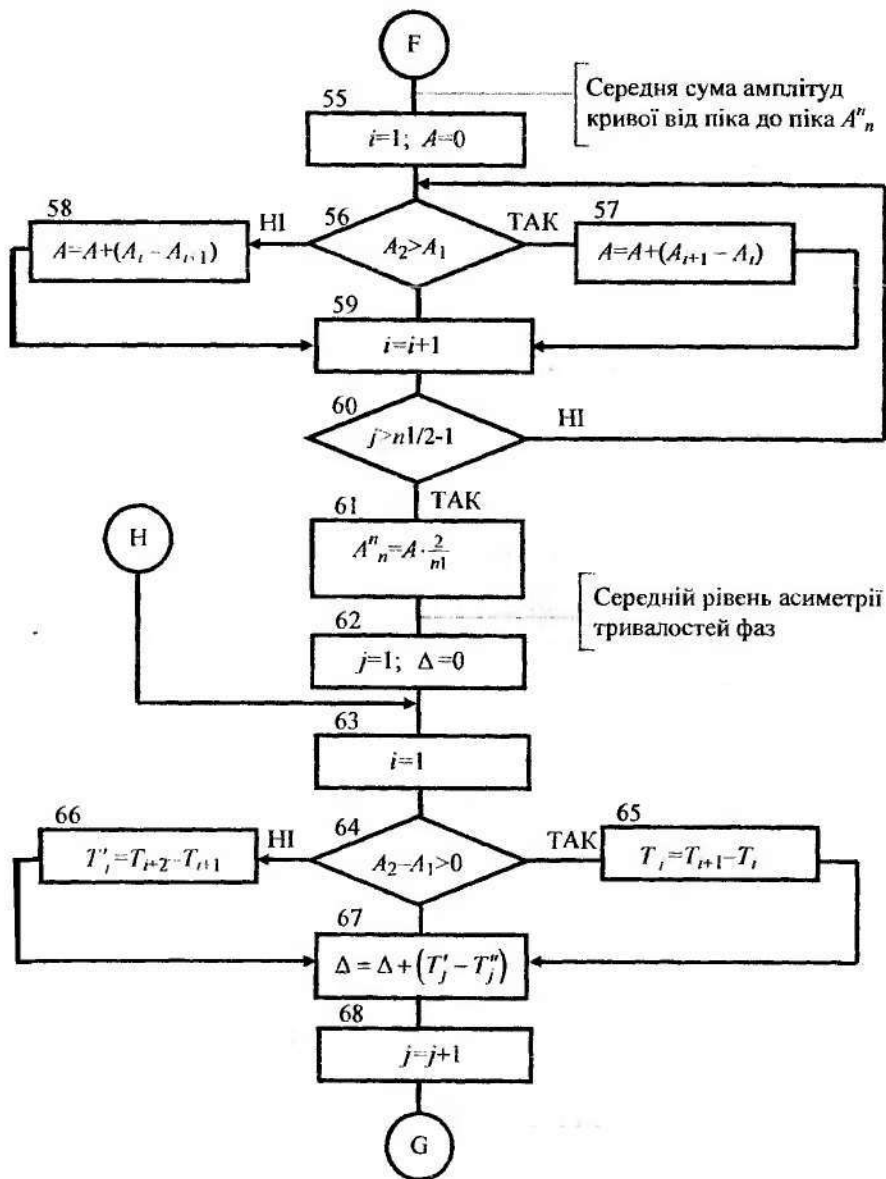 F
Середня сума амплітуд
кривої від піка до піка Aⁿₙ
55
i=1; A=0
58
НІ
56
ТАК
57
A=A+(Aᵢ – Aᵢ₊₁)
A₂>A₁
A=A+(Aᵢ₊₁ – Aᵢ)
59
i=i+1
60
НІ
j>n1/2-1
ТАК
61
H
Aⁿₙ=A·2/n1
Середній рівень асиметрії
тривалостей фаз
62
j=1; Δ=0
63
i=1
66
НІ
64
ТАК
65
T'ᵢ=Tᵢ₊₂–Tᵢ₊₁
A₂–A₁>0
Tᵢ=Tᵢ₊₁–Tᵢ
67
Δ = Δ + (T'ⱼ – T''ⱼ)
68
j=j+1
G